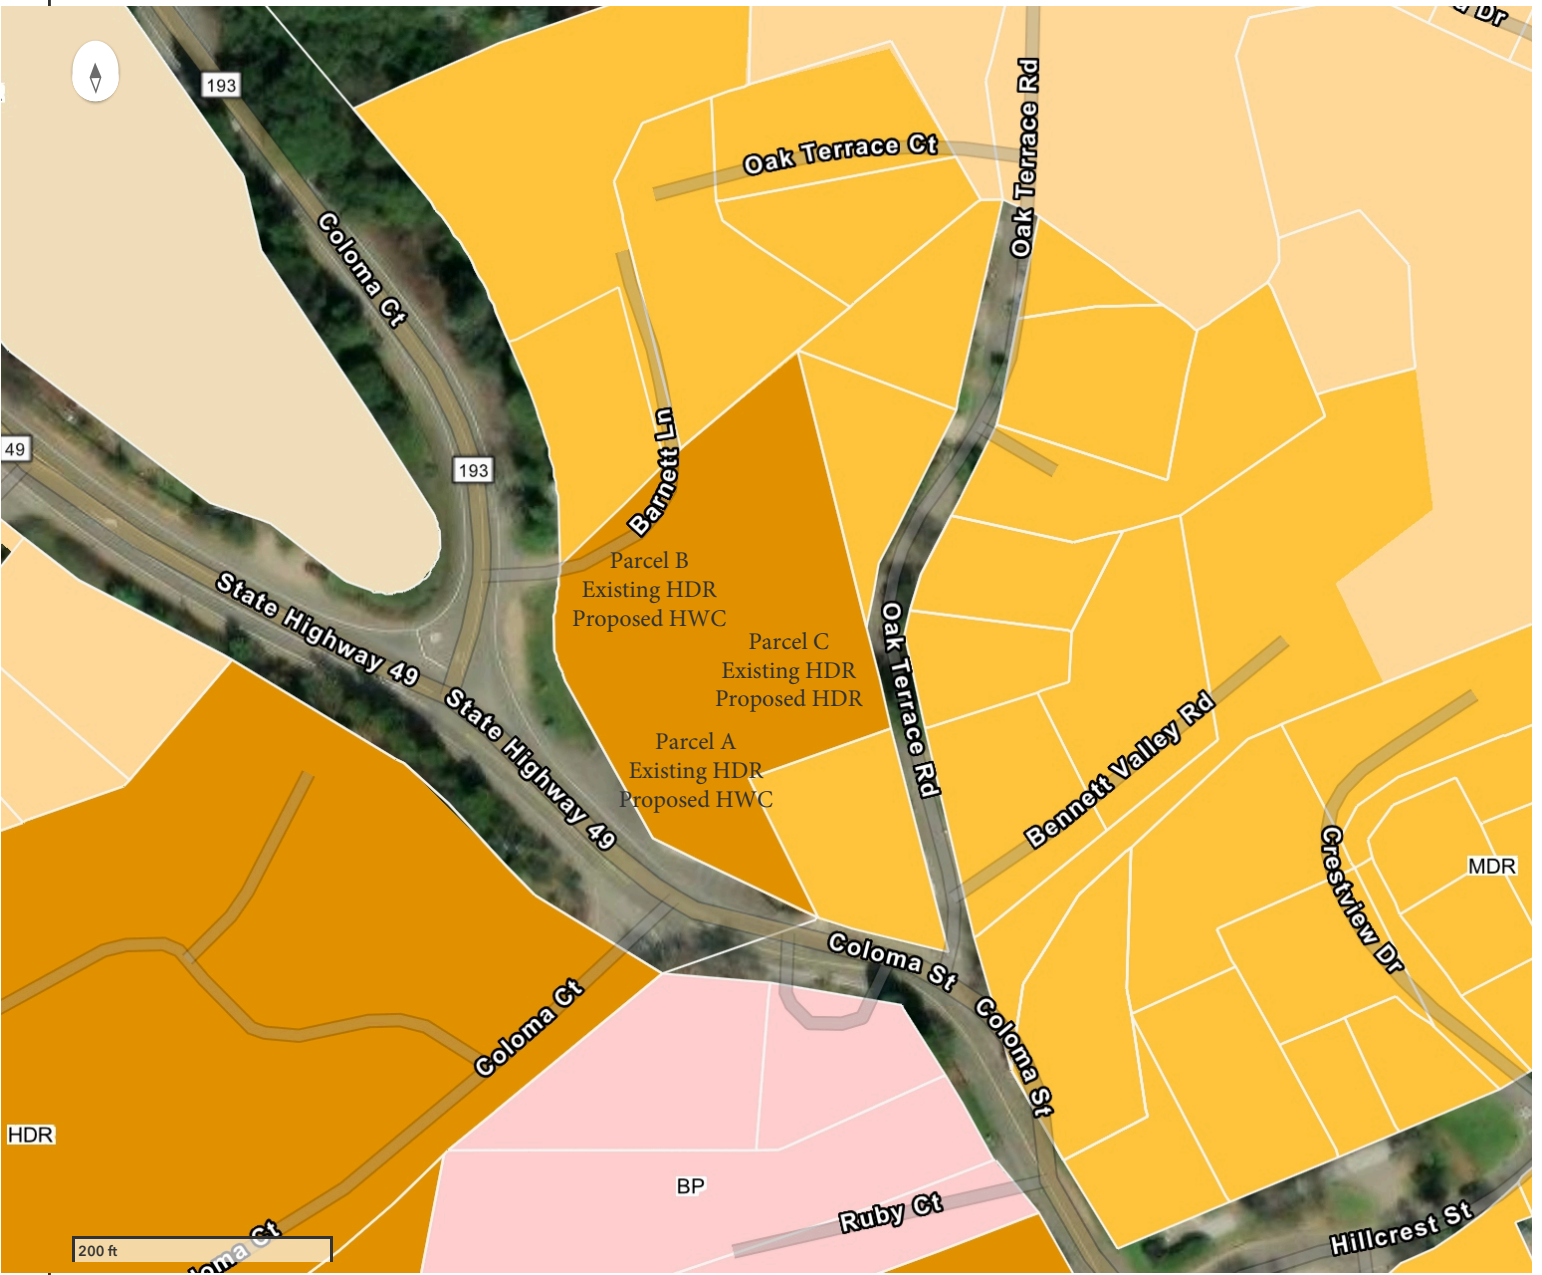 Dr
193
Oak Terrace Rd
Oak Terrace Ct
Coloma Ct
49
193
Barnett Ln
Parcel B
Existing HDR
Proposed HWC
Parcel C
Existing HDR
Proposed HDR
Parcel A
Existing HDR
Proposed HWC
State Highway 49
State Highway 49
Oak Terrace Rd
Bennett Valley Rd
Crestview Dr
MDR
Coloma St
Coloma St
Coloma Ct
HDR
BP
Ruby Ct
Hillcrest St
loma Ct
200 ft